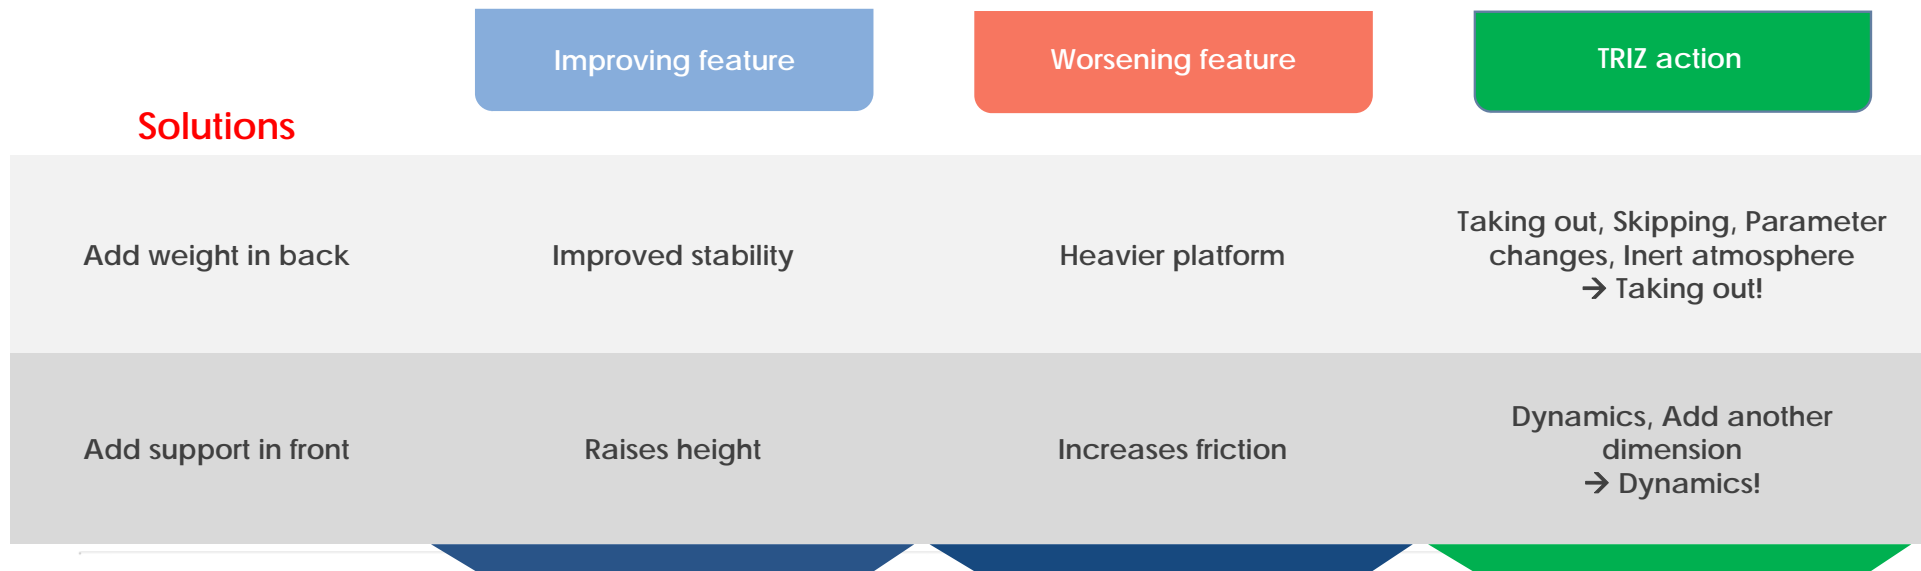 Improving feature
Worsening feature
TRIZ action
Solutions
Add weight in back
Improved stability
Heavier platform
Taking out, Skipping, Parameter
changes, Inert atmosphere
→ Taking out!
Add support in front
Raises height
Increases friction
Dynamics, Add another
dimension
→ Dynamics!